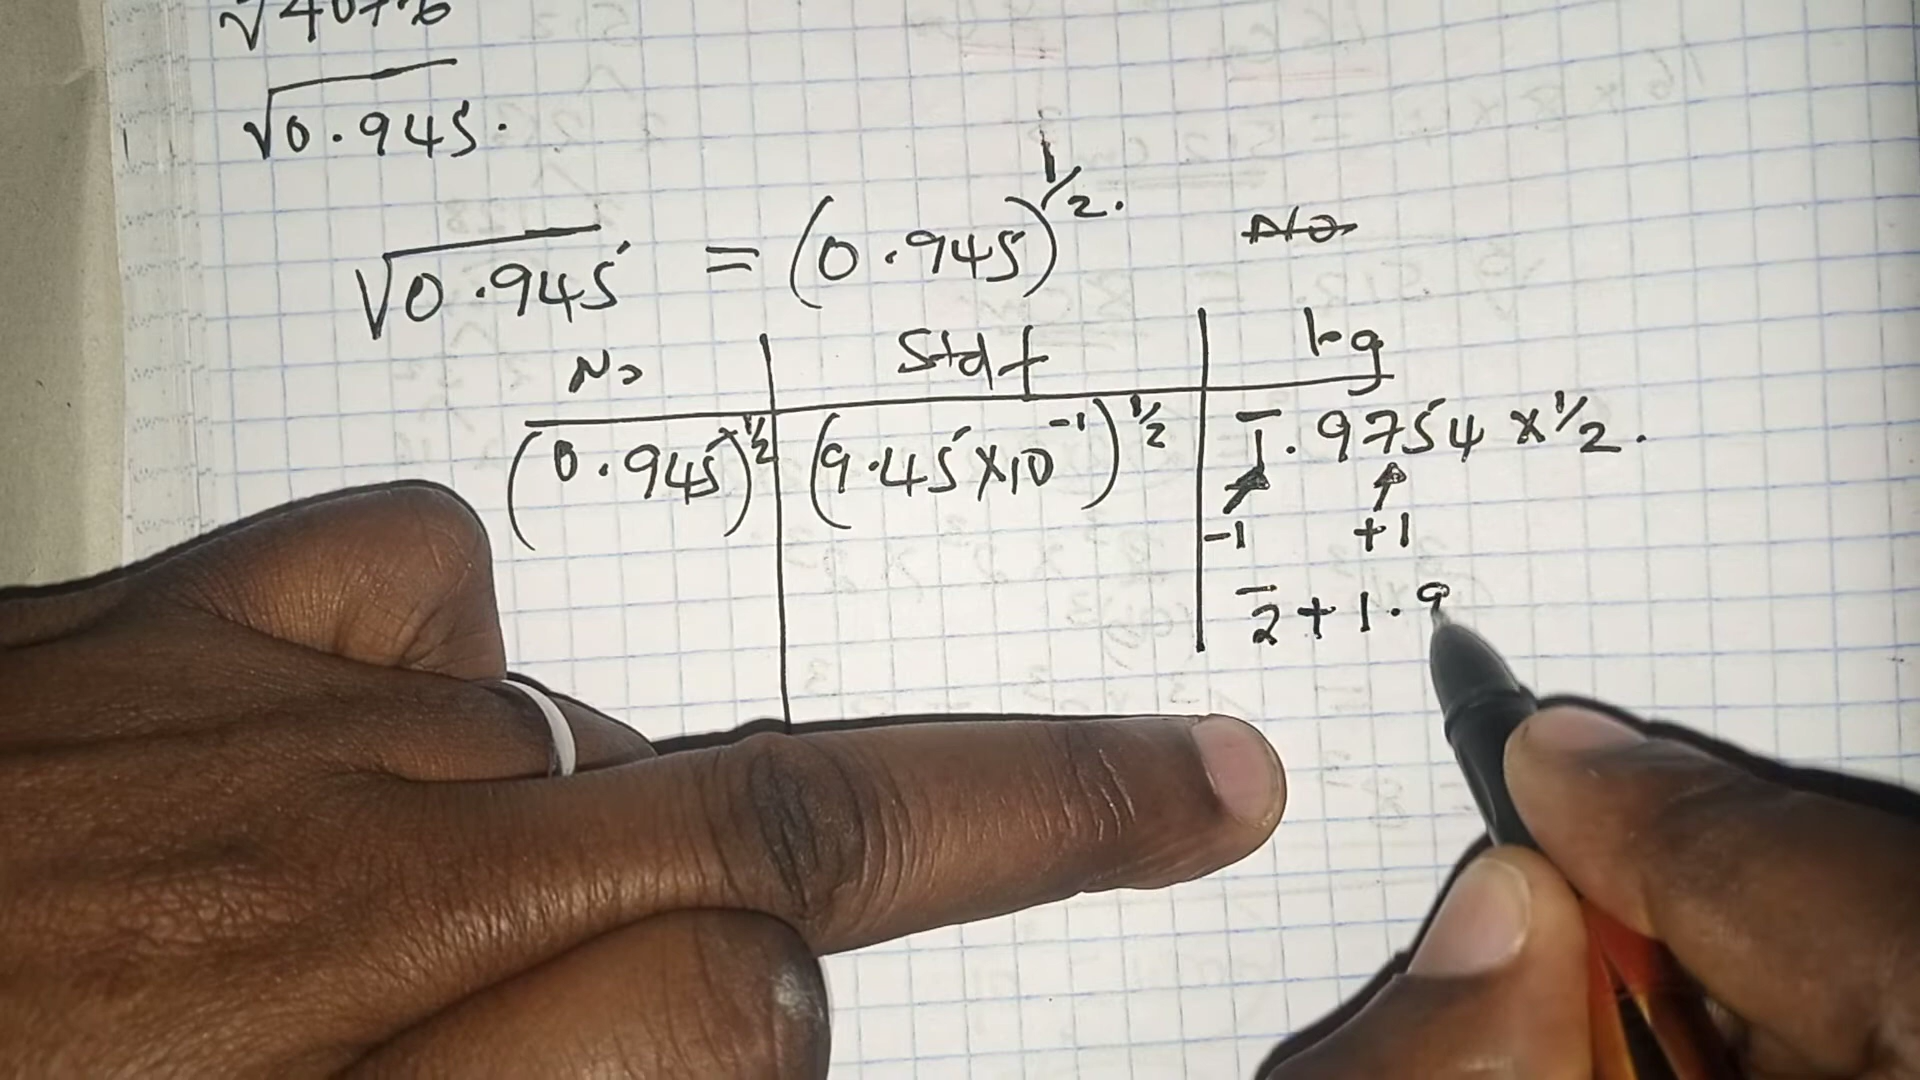 √0.945.
√0.945 = (0.945)^1/2.
No | Stdf | log
(0.945)^1/2 | (9.45×10^-1)^1/2 | 1̅.9754 × 1/2.
-1 +1
2̅ + 1.9